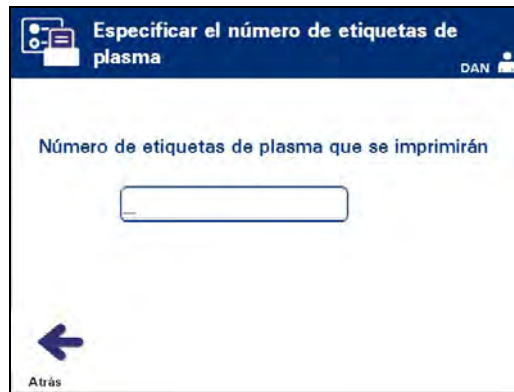 Especificar el número de etiquetas de
plasma
DAN
Número de etiquetas de plasma que se imprimirán
_
Atrás